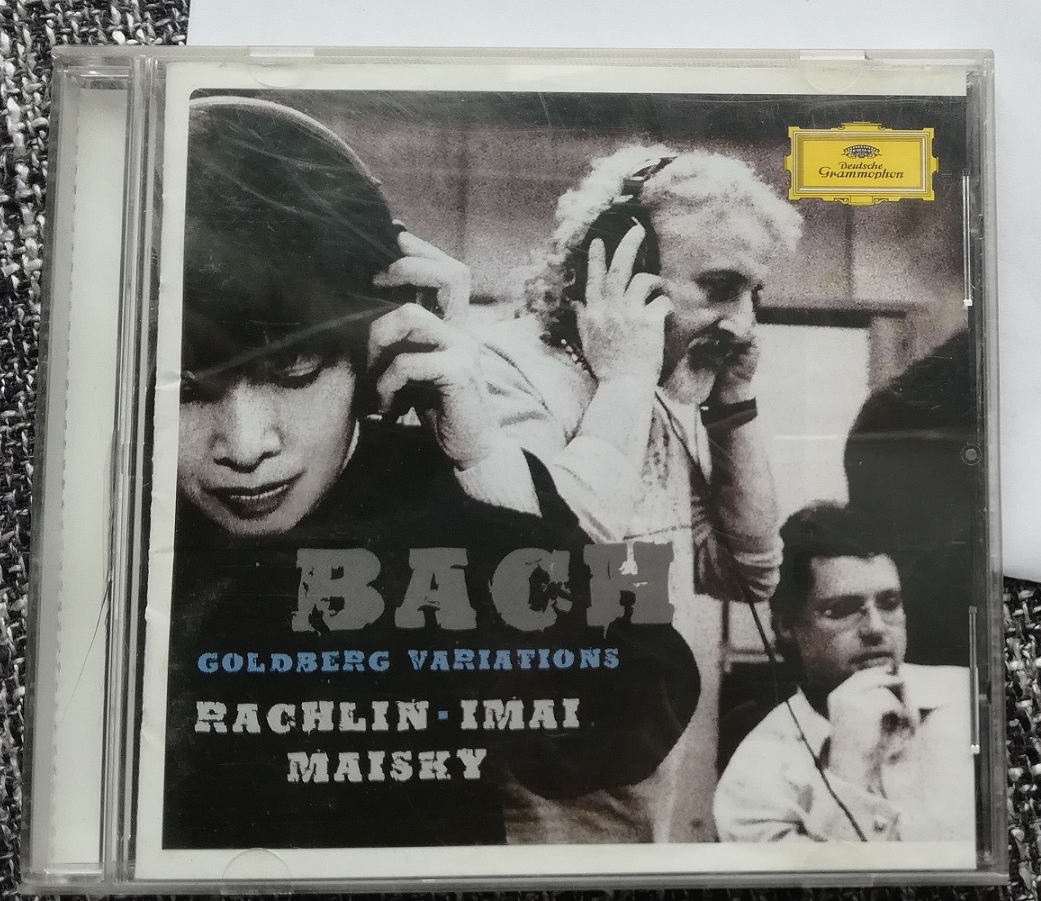 Deutsche
Grammophon
BACH
GOLDBERG VARIATIONS
RACHLIN · IMAI
MAISKY